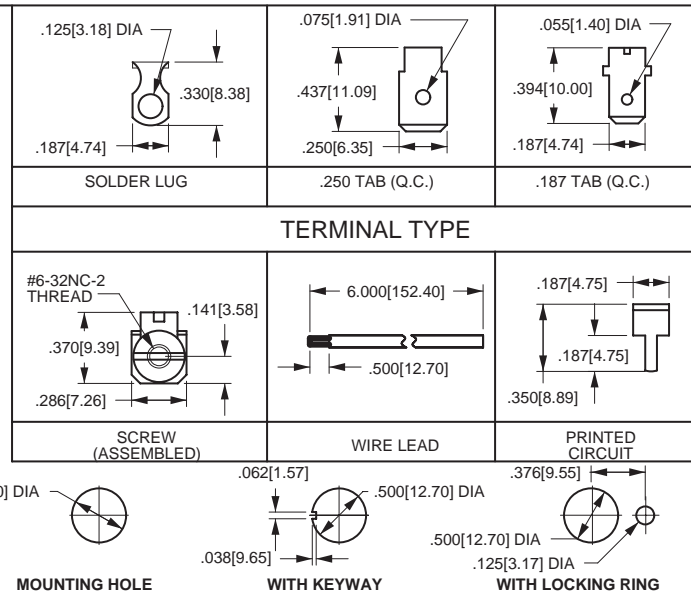 .125[3.18] DIA
.330[8.38]
.187[4.74]
SOLDER LUG
.075[1.91] DIA
.437[11.09]
.250[6.35]
.250 TAB (Q.C.)
.055[1.40] DIA
.394[10.00]
.187[4.74]
.187 TAB (Q.C.)
TERMINAL TYPE
#6-32NC-2
THREAD
.141[3.58]
.370[9.39]
.286[7.26]
SCREW
(ASSEMBLED)
6.000[152.40]
.500[12.70]
WIRE LEAD
.187[4.75]
.187[4.75]
.350[8.89]
PRINTED
CIRCUIT
0] DIA
MOUNTING HOLE
.062[1.57]
.500[12.70] DIA
.038[9.65]
WITH KEYWAY
.376[9.55]
.500[12.70] DIA
.125[3.17] DIA
WITH LOCKING RING